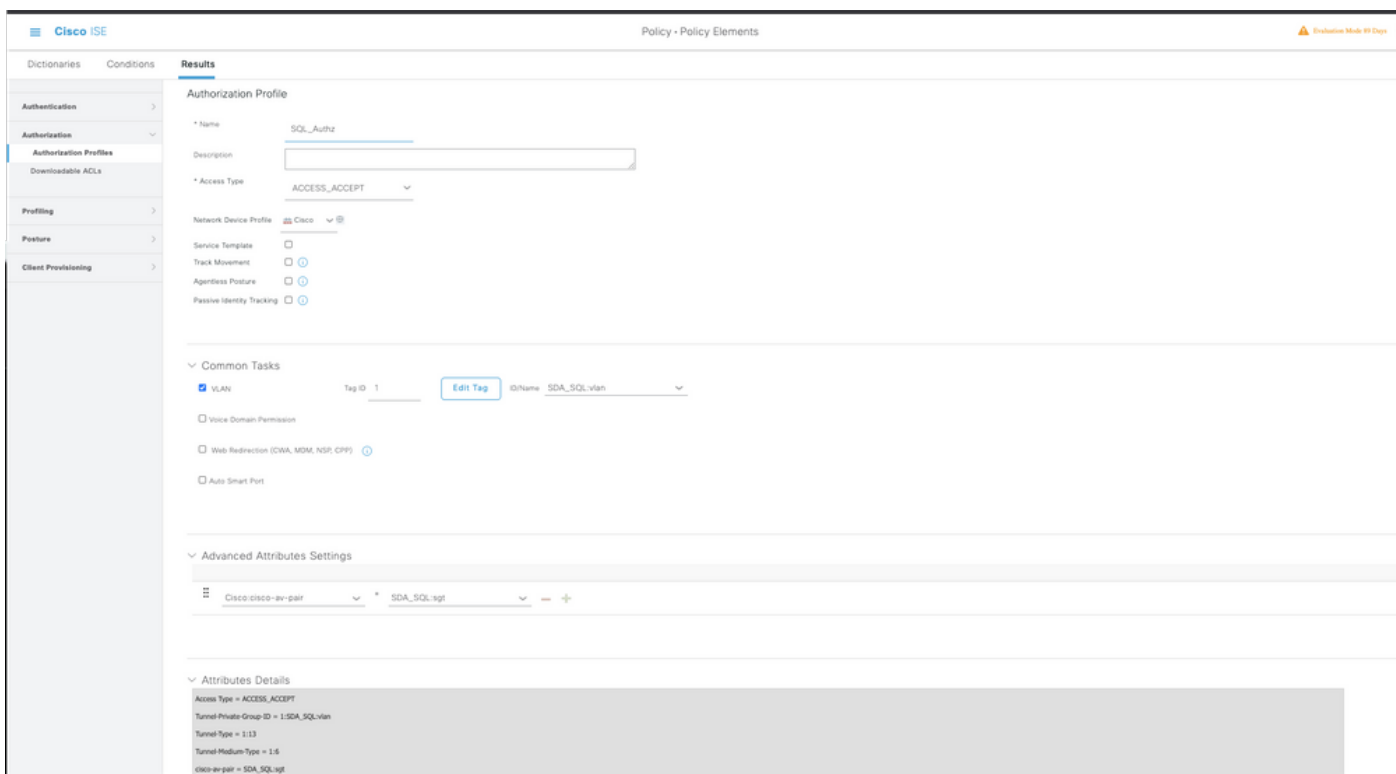 Cisco ISE
Policy · Policy Elements
Evaluation Mode 89 Days
Dictionaries Conditions Results
Authentication
Authorization
Authorization Profiles
Downloadable ACLs
Profiling
Posture
Client Provisioning
Authorization Profile
* Name SQL_Authz
Description
* Access Type ACCESS_ACCEPT
Network Device Profile Cisco
Service Template
Track Movement
Agentless Posture
Passive Identity Tracking
Common Tasks
VLAN Tag ID 1 Edit Tag ID/Name SDA_SQL:vlan
Voice Domain Permission
Web Redirection (CWA, MDM, NSP, CPP)
Auto Smart Port
Advanced Attributes Settings
Cisco:cisco-av-pair = SDA_SQL:sgt
Attributes Details
Access Type = ACCESS_ACCEPT
Tunnel-Private-Group-ID = 1:SDA_SQL:vlan
Tunnel-Type = 1:13
Tunnel-Medium-Type = 1:6
cisco-av-pair = SDA_SQL:sgt